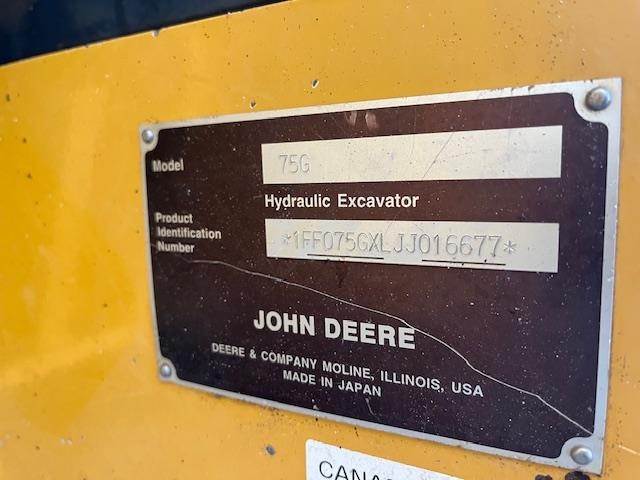 Model 75G
Hydraulic Excavator
Product
Identification
Number
*1FF075GXLJJ016677*
JOHN DEERE
DEERE & COMPANY MOLINE, ILLINOIS, USA
MADE IN JAPAN